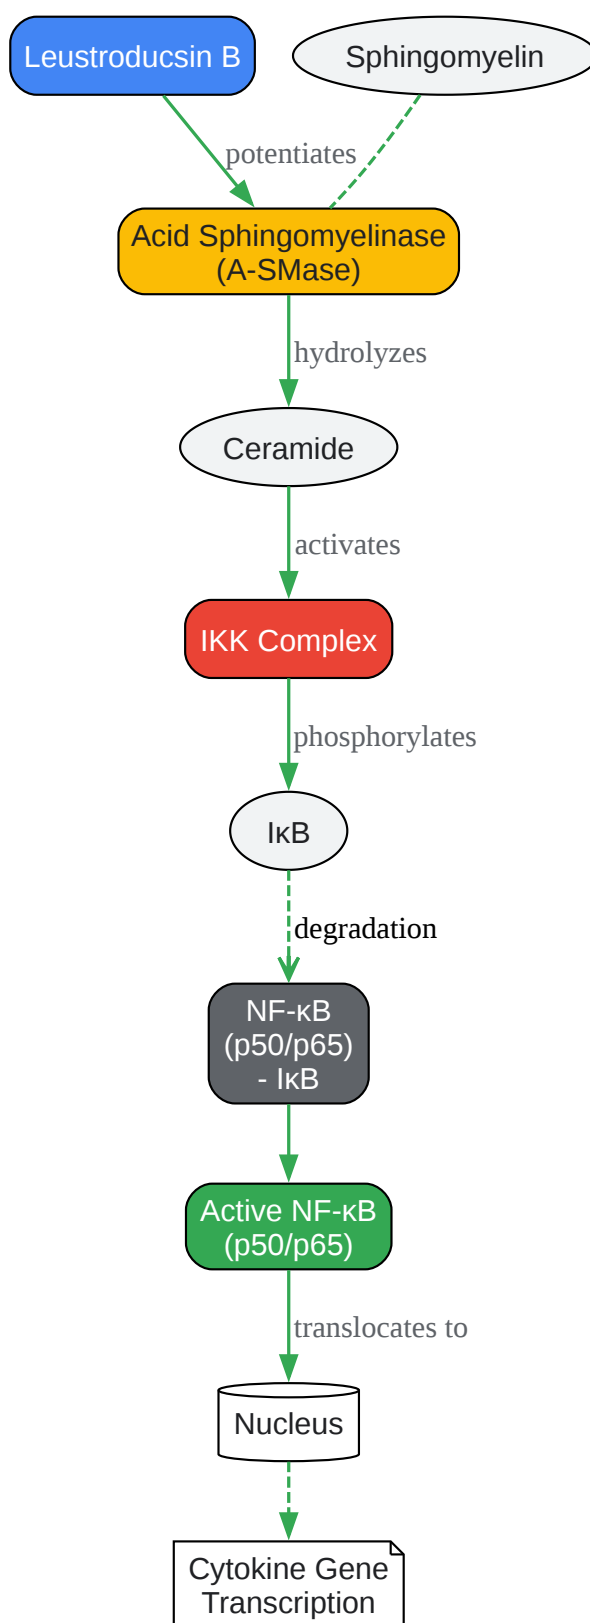 Leustroducsin B
Sphingomyelin
potentiates
Acid Sphingomyelinase
(A-SMase)
hydrolyzes
Ceramide
activates
IKK Complex
phosphorylates
IκB
degradation
NF-κB
(p50/p65)
- IκB
Active NF-κB
(p50/p65)
translocates to
Nucleus
Cytokine Gene
Transcription